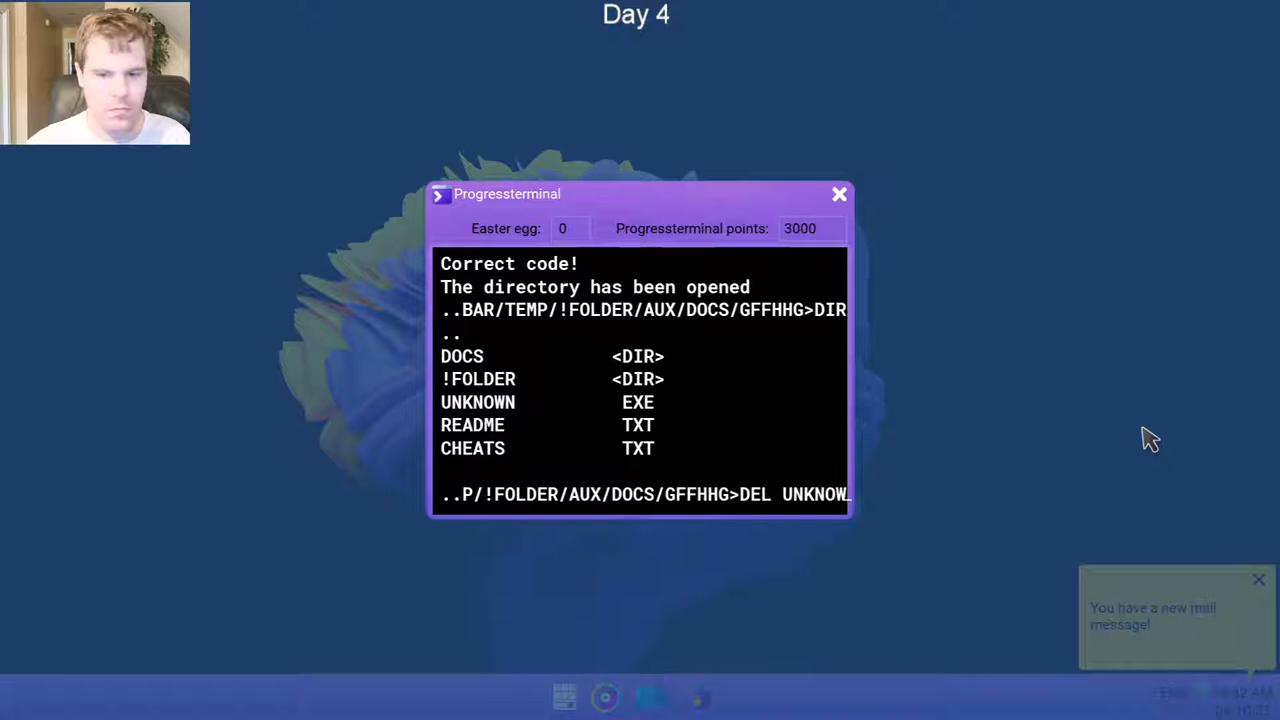 Day 4
Progressterminal
Easter egg: 0 Progressterminal points: 3000
Correct code!
The directory has been opened
..BAR/TEMP/!FOLDER/AUX/DOCS/GFFHHG>DIR
..
DOCS <DIR>
!FOLDER <DIR>
UNKNOWN EXE
README TXT
CHEATS TXT
..P/!FOLDER/AUX/DOCS/GFFHHG>DEL UNKNOW_
You have a new mail
message!